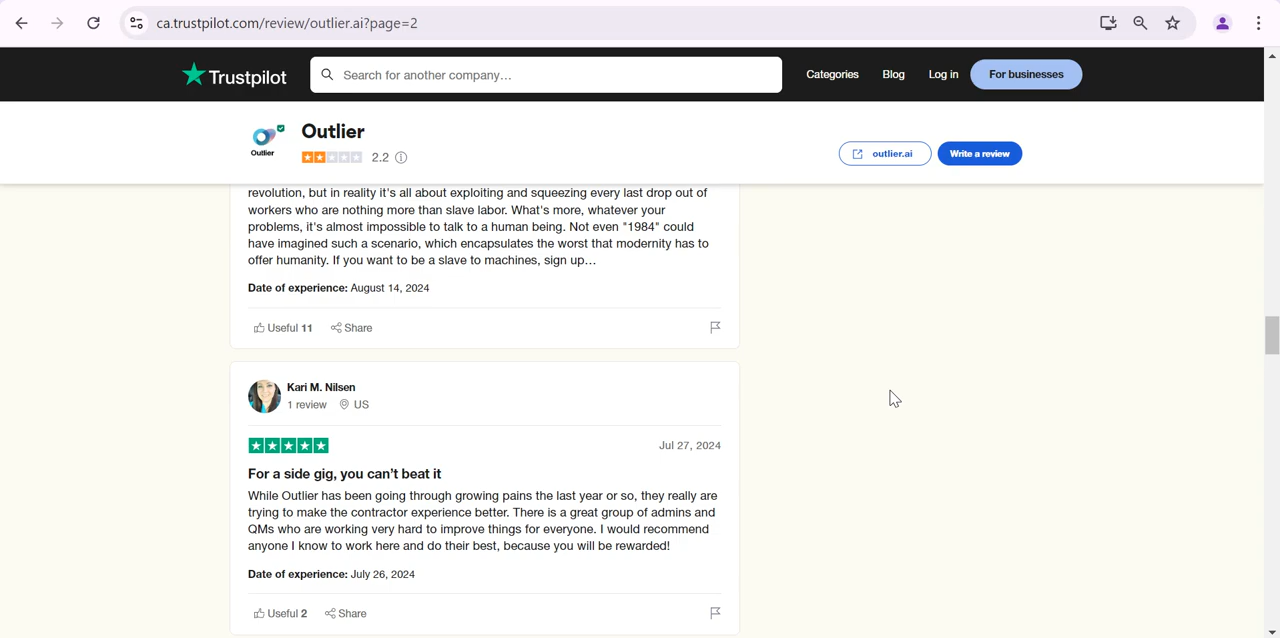 ca.trustpilot.com/review/outlier.ai?page=2
Trustpilot
Search for another company...
Categories
Blog
Log in
For businesses
Outlier
Outlier
2.2
outlier.ai
Write a review
revolution, but in reality it's all about exploiting and squeezing every last drop out of
workers who are nothing more than slave labor. What's more, whatever your
problems, it's almost impossible to talk to a human being. Not even "1984" could
have imagined such a scenario, which encapsulates the worst that modernity has to
offer humanity. If you want to be a slave to machines, sign up...
Date of experience: August 14, 2024
Useful 11 Share
Kari M. Nilsen
1 review US
Jul 27, 2024
For a side gig, you can't beat it
While Outlier has been going through growing pains the last year or so, they really are
trying to make the contractor experience better. There is a great group of admins and
QMs who are working very hard to improve things for everyone. I would recommend
anyone I know to work here and do their best, because you will be rewarded!
Date of experience: July 26, 2024
Useful 2 Share